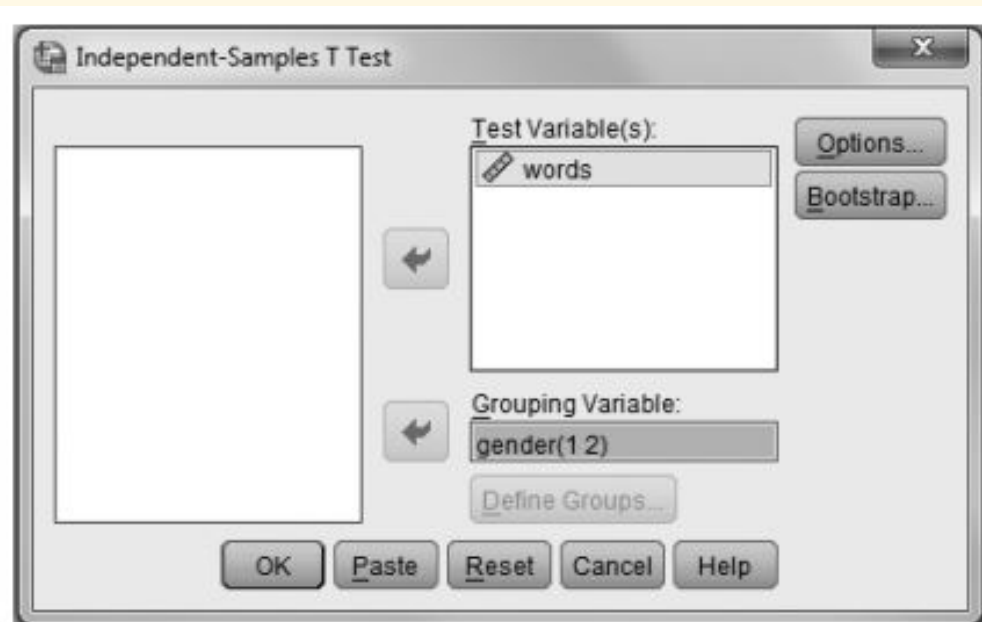 Independent-Samples T Test
Test Variable(s):
words
Options...
Bootstrap...
Grouping Variable:
gender(1 2)
Define Groups...
OK Paste Reset Cancel Help